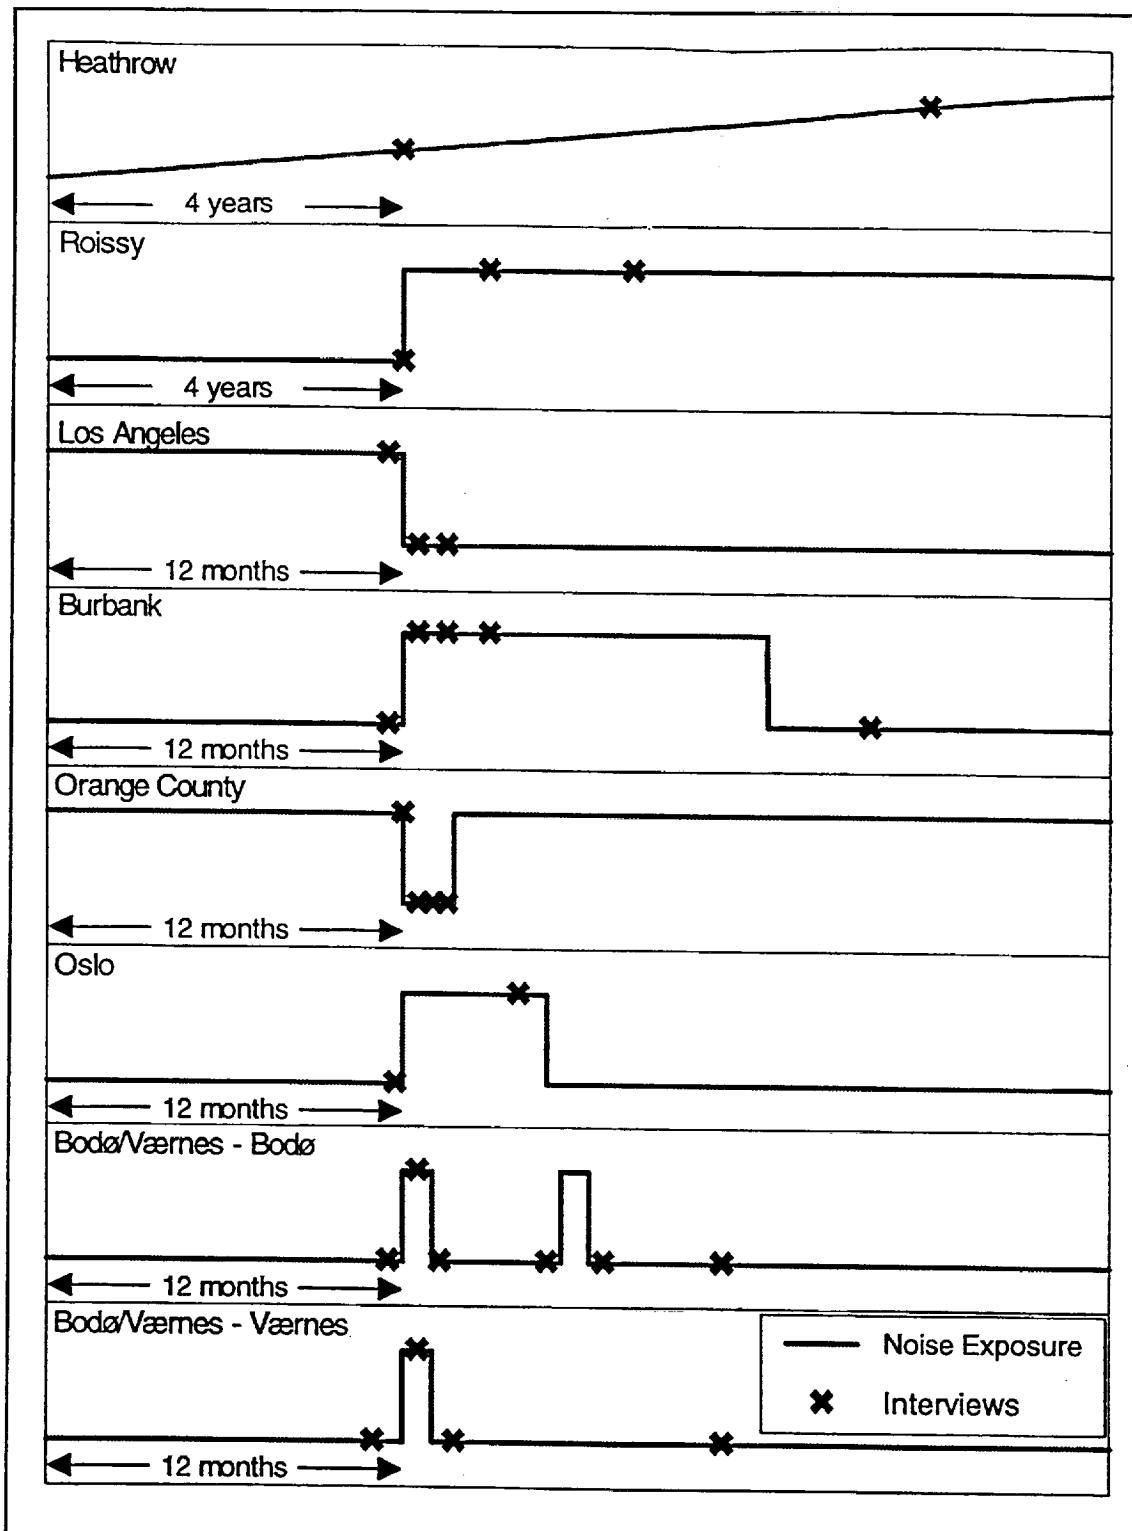 Heathrow
4 years
Roissy
4 years
Los Angeles
12 months
Burbank
12 months
Orange County
12 months
Oslo
12 months
Bodø/Værnes - Bodø
12 months
Bodø/Værnes - Værnes
12 months
Noise Exposure
Interviews